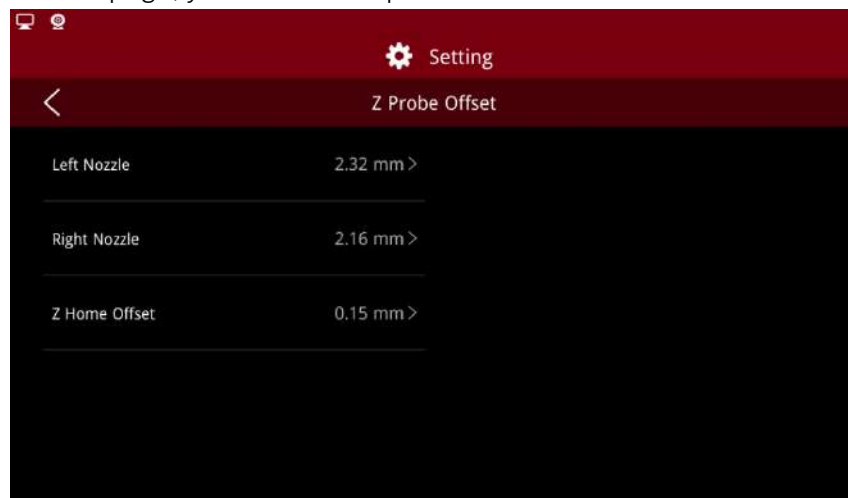 Setting
Z Probe Offset
Left Nozzle 2.32 mm >
Right Nozzle 2.16 mm >
Z Home Offset 0.15 mm >